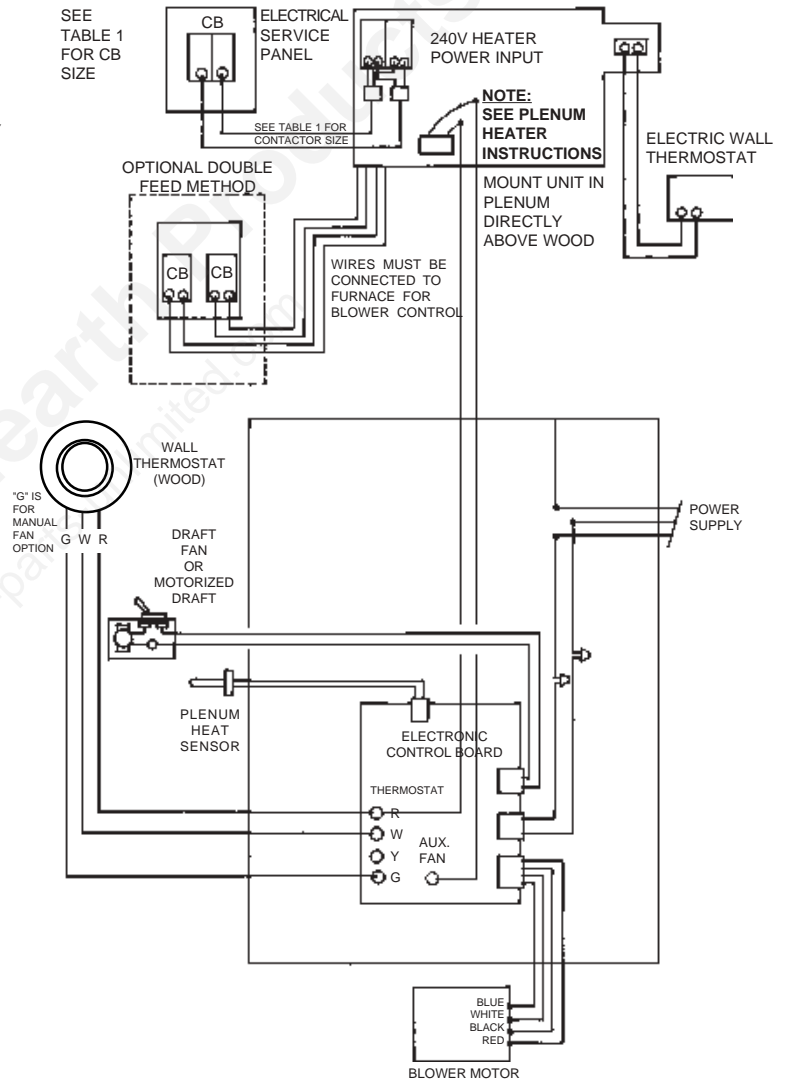 SEE
TABLE 1
FOR CB
SIZE
CB
ELECTRICAL
SERVICE
PANEL
240V HEATER
POWER INPUT
NOTE:
SEE PLENUM
HEATER
INSTRUCTIONS
SEE TABLE 1 FOR
CONTACTOR SIZE
ELECTRIC WALL
THERMOSTAT
OPTIONAL DOUBLE
FEED METHOD
MOUNT UNIT IN
PLENUM
DIRECTLY
ABOVE WOOD
CB
CB
WIRES MUST BE
CONNECTED TO
FURNACE FOR
BLOWER CONTROL
WALL
THERMOSTAT
(WOOD)
"G" IS
FOR
MANUAL
FAN
OPTION
G W R
POWER
SUPPLY
DRAFT
FAN
OR
MOTORIZED
DRAFT
PLENUM
HEAT
SENSOR
ELECTRONIC
CONTROL BOARD
THERMOSTAT
R
W
Y
G
AUX.
FAN
BLUE
WHITE
BLACK
RED
BLOWER MOTOR